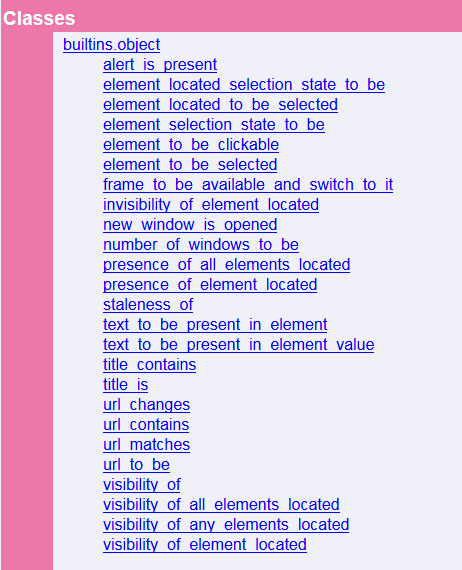 Classes
builtins.object
alert_is_present
element_located_selection_state_to_be
element_located_to_be_selected
element_selection_state_to_be
element_to_be_clickable
element_to_be_selected
frame_to_be_available_and_switch_to_it
invisibility_of_element_located
new_window_is_opened
number_of_windows_to_be
presence_of_all_elements_located
presence_of_element_located
staleness_of
text_to_be_present_in_element
text_to_be_present_in_element_value
title_contains
title_is
url_changes
url_contains
url_matches
url_to_be
visibility_of
visibility_of_all_elements_located
visibility_of_any_elements_located
visibility_of_element_located